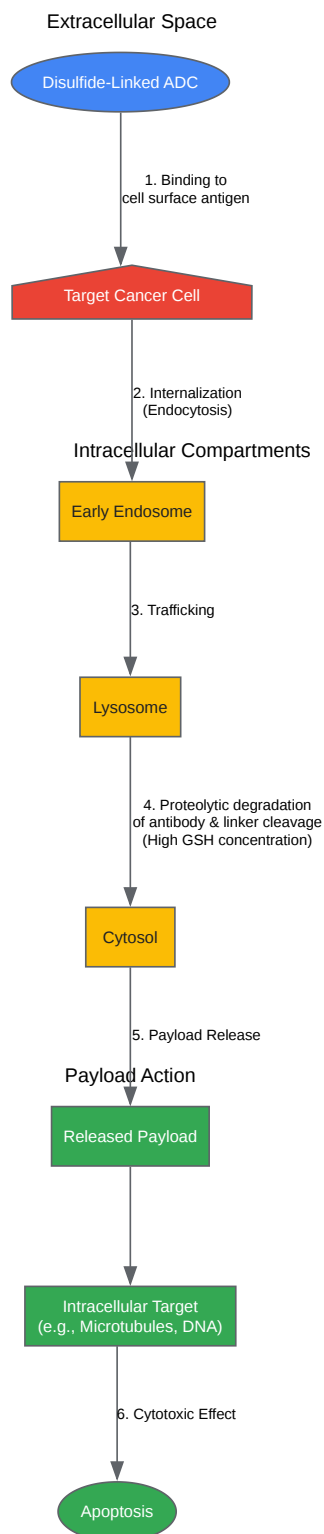 Extracellular Space
Disulfide-Linked ADC
1. Binding to
cell surface antigen
Target Cancer Cell
2. Internalization
(Endocytosis)
Intracellular Compartments
Early Endosome
3. Trafficking
Lysosome
4. Proteolytic degradation
of antibody & linker cleavage
(High GSH concentration)
Cytosol
5. Payload Release
Payload Action
Released Payload
Intracellular Target
(e.g., Microtubules, DNA)
6. Cytotoxic Effect
Apoptosis